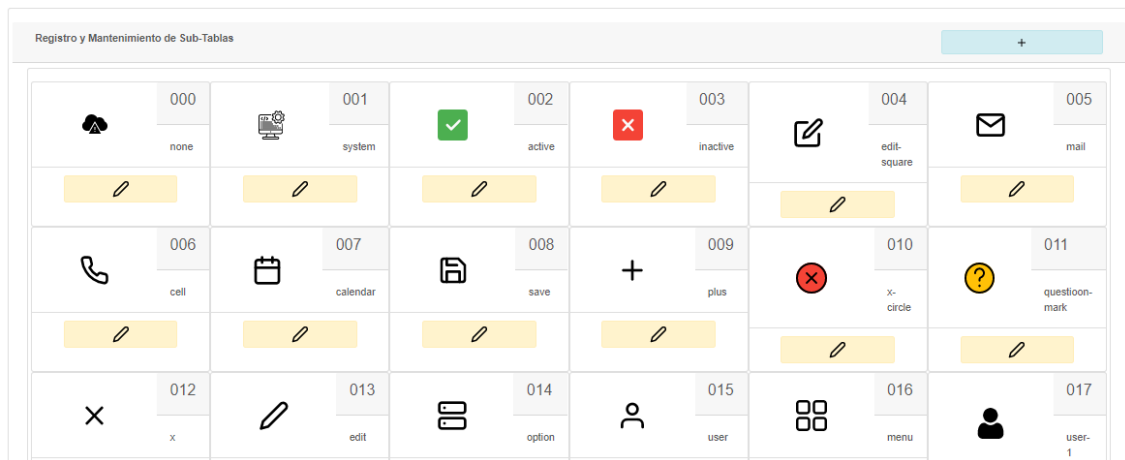 Registro y Mantenimiento de Sub-Tablas
+
000
none
001
system
002
active
003
inactive
004
edit-
square
005
mail
006
cell
007
calendar
008
save
009
plus
010
x-
circle
011
questioon-
mark
012
x
013
edit
014
option
015
user
016
menu
017
user-
1